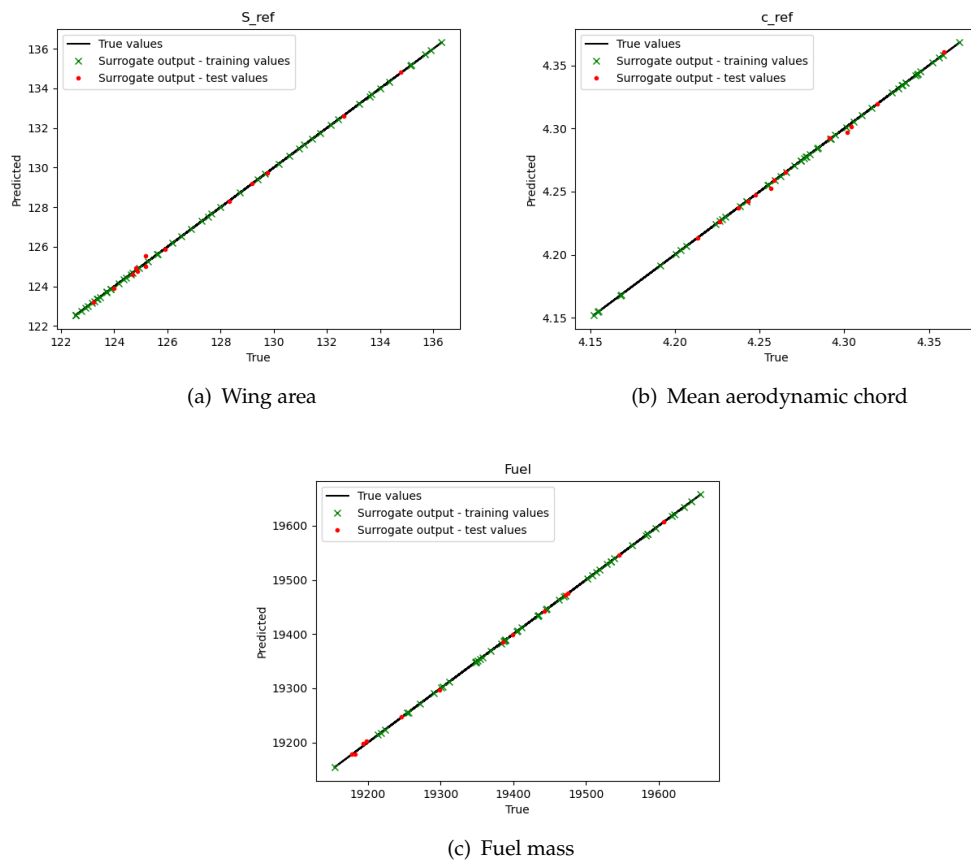 S_ref
True values
Surrogate output - training values
Surrogate output - test values
136
134
132
130
128
126
124
122
Predicted
122 124 126 128 130 132 134 136
True
(a) Wing area
c_ref
True values
Surrogate output - training values
Surrogate output - test values
4.35
4.30
4.25
4.20
4.15
Predicted
4.15 4.20 4.25 4.30 4.35
True
(b) Mean aerodynamic chord
Fuel
True values
Surrogate output - training values
Surrogate output - test values
19600
19500
19400
19300
19200
Predicted
19200 19300 19400 19500 19600
True
(c) Fuel mass